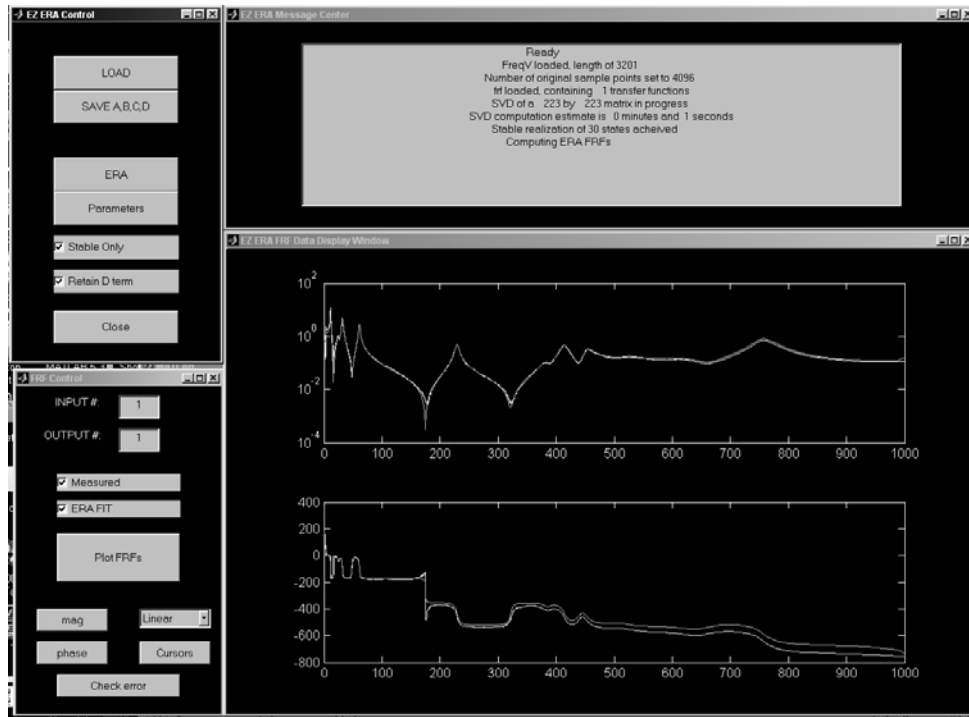 EZ ERA Control
LOAD
SAVE A,B,C,D
ERA
Parameters
Stable Only
Retain D term
Close
EZ ERA Message Center
Ready
FreqV loaded, length of 3201
Number of original sample points set to 4096
trf loaded, containing 1 transfer functions
SVD of a 223 by 223 matrix in progress
SVD computation estimate is 0 minutes and 1 seconds
Stable realization of 30 states acheived
Computing ERA FRFs
FRF Control
INPUT #: 1
OUTPUT #: 1
Measured
ERA FIT
Plot FRFs
mag
Linear
phase
Cursors
Check error
EZ ERA FRF Data Display Window
10^2
10^0
10^-2
10^-4
0 100 200 300 400 500 600 700 800 900 1000
400
200
0
-200
-400
-600
-800
0 100 200 300 400 500 600 700 800 900 1000